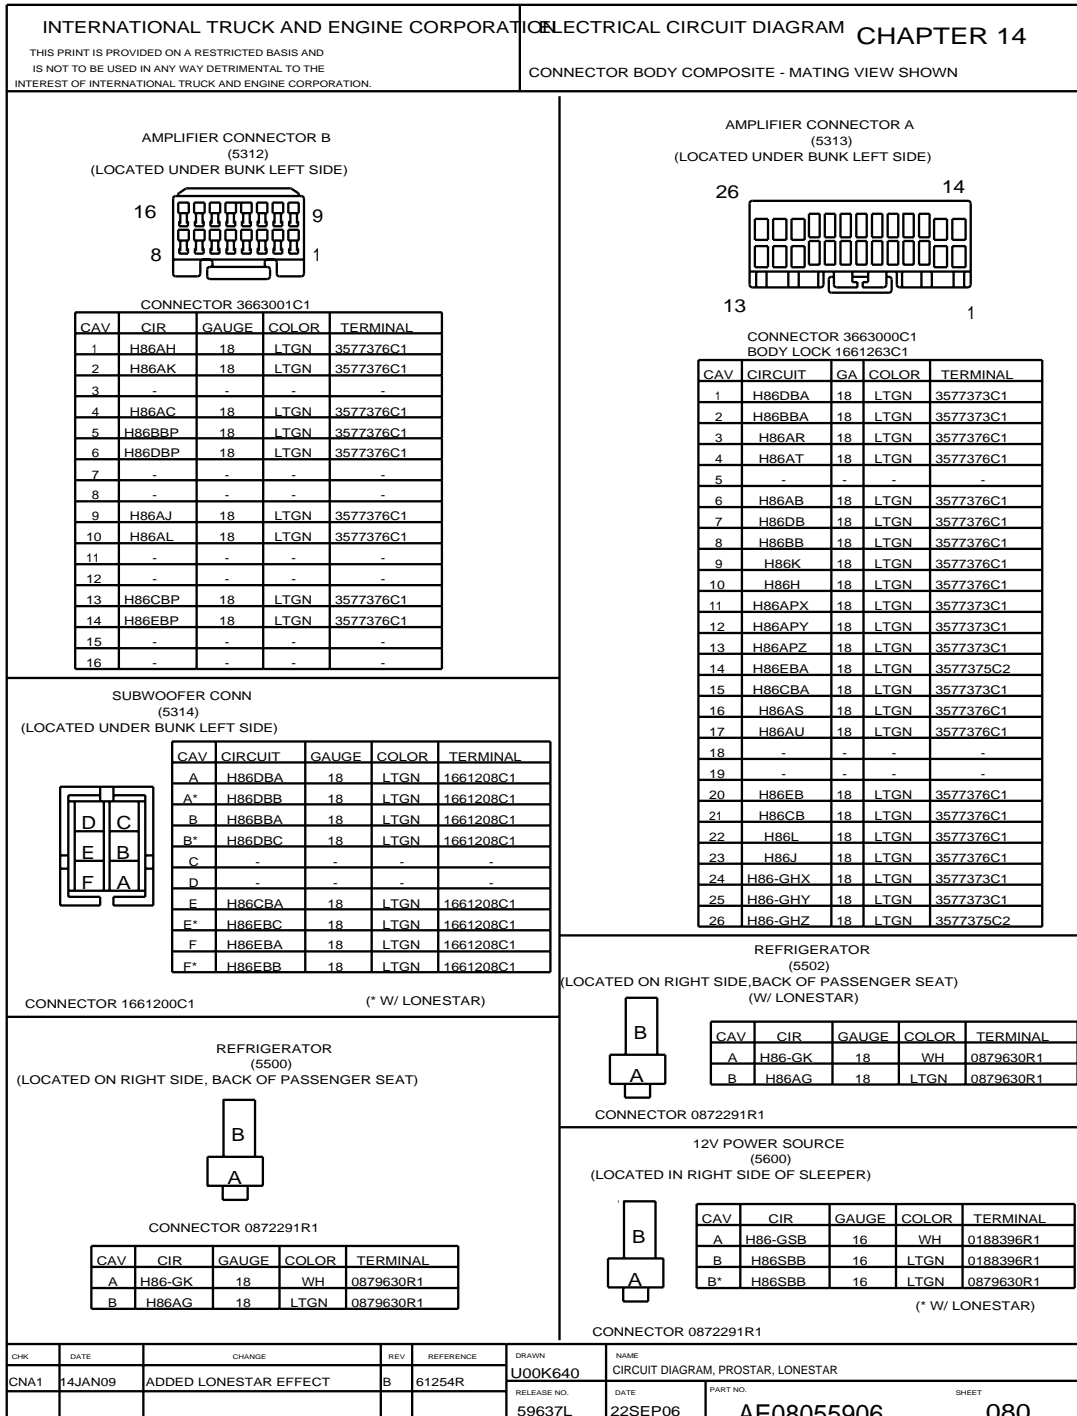 INTERNATIONAL TRUCK AND ENGINE CORPORATION
THIS PRINT IS PROVIDED ON A RESTRICTED BASIS AND
IS NOT TO BE USED IN ANY WAY DETRIMENTAL TO THE
INTEREST OF INTERNATIONAL TRUCK AND ENGINE CORPORATION.
ELECTRICAL CIRCUIT DIAGRAM CHAPTER 14
CONNECTOR BODY COMPOSITE - MATING VIEW SHOWN
AMPLIFIER CONNECTOR B
(5312)
(LOCATED UNDER BUNK LEFT SIDE)
16 9
8 1
CONNECTOR 3663001C1
CAV CIR GAUGE COLOR TERMINAL
1 H86AH 18 LTGN 3577376C1
2 H86AK 18 LTGN 3577376C1
3 - - - -
4 H86AC 18 LTGN 3577376C1
5 H86BBP 18 LTGN 3577376C1
6 H86DBP 18 LTGN 3577376C1
7 - - - -
8 - - - -
9 H86AJ 18 LTGN 3577376C1
10 H86AL 18 LTGN 3577376C1
11 - - - -
12 - - - -
13 H86CBP 18 LTGN 3577376C1
14 H86EBP 18 LTGN 3577376C1
15 - - - -
16 - - - -
SUBWOOFER CONN
(5314)
(LOCATED UNDER BUNK LEFT SIDE)
D C
E B
F A
CAV CIRCUIT GAUGE COLOR TERMINAL
A H86DBA 18 LTGN 1661208C1
A* H86DBB 18 LTGN 1661208C1
B H86BBA 18 LTGN 1661208C1
B* H86DBC 18 LTGN 1661208C1
C - - - -
D - - - -
E H86CBA 18 LTGN 1661208C1
E* H86EBC 18 LTGN 1661208C1
F H86EBA 18 LTGN 1661208C1
F* H86EBB 18 LTGN 1661208C1
CONNECTOR 1661200C1 (* W/ LONESTAR)
REFRIGERATOR
(5500)
(LOCATED ON RIGHT SIDE, BACK OF PASSENGER SEAT)
B
A
CONNECTOR 0872291R1
CAV CIR GAUGE COLOR TERMINAL
A H86-GK 18 WH 0879630R1
B H86AG 18 LTGN 0879630R1
AMPLIFIER CONNECTOR A
(5313)
(LOCATED UNDER BUNK LEFT SIDE)
26 14
13 1
CONNECTOR 3663000C1
BODY LOCK 1661263C1
CAV CIRCUIT GA COLOR TERMINAL
1 H86DBA 18 LTGN 3577373C1
2 H86BBA 18 LTGN 3577373C1
3 H86AR 18 LTGN 3577376C1
4 H86AT 18 LTGN 3577376C1
5 - - - -
6 H86AB 18 LTGN 3577376C1
7 H86DB 18 LTGN 3577376C1
8 H86BB 18 LTGN 3577376C1
9 H86K 18 LTGN 3577376C1
10 H86H 18 LTGN 3577376C1
11 H86APX 18 LTGN 3577373C1
12 H86APY 18 LTGN 3577373C1
13 H86APZ 18 LTGN 3577373C1
14 H86EBA 18 LTGN 3577375C2
15 H86CBA 18 LTGN 3577373C1
16 H86AS 18 LTGN 3577376C1
17 H86AU 18 LTGN 3577376C1
18 - - - -
19 - - - -
20 H86EB 18 LTGN 3577376C1
21 H86CB 18 LTGN 3577376C1
22 H86L 18 LTGN 3577376C1
23 H86J 18 LTGN 3577376C1
24 H86-GHX 18 LTGN 3577373C1
25 H86-GHY 18 LTGN 3577373C1
26 H86-GHZ 18 LTGN 3577375C2
REFRIGERATOR
(5502)
(LOCATED ON RIGHT SIDE,BACK OF PASSENGER SEAT)
(W/ LONESTAR)
B
A
CAV CIR GAUGE COLOR TERMINAL
A H86-GK 18 WH 0879630R1
B H86AG 18 LTGN 0879630R1
CONNECTOR 0872291R1
12V POWER SOURCE
(5600)
(LOCATED IN RIGHT SIDE OF SLEEPER)
B
A
CAV CIR GAUGE COLOR TERMINAL
A H86-GSB 16 WH 0188396R1
B H86SBB 16 LTGN 0188396R1
B* H86SBB 16 LTGN 0879630R1
(* W/ LONESTAR)
CONNECTOR 0872291R1
CHK DATE CHANGE REV REFERENCE
CNA1 14JAN09 ADDED LONESTAR EFFECT B 61254R
DRAWN
U00K640
NAME
CIRCUIT DIAGRAM, PROSTAR, LONESTAR
RELEASE NO.
59637L
DATE
22SEP06
PART NO.
AE08055906
SHEET
080